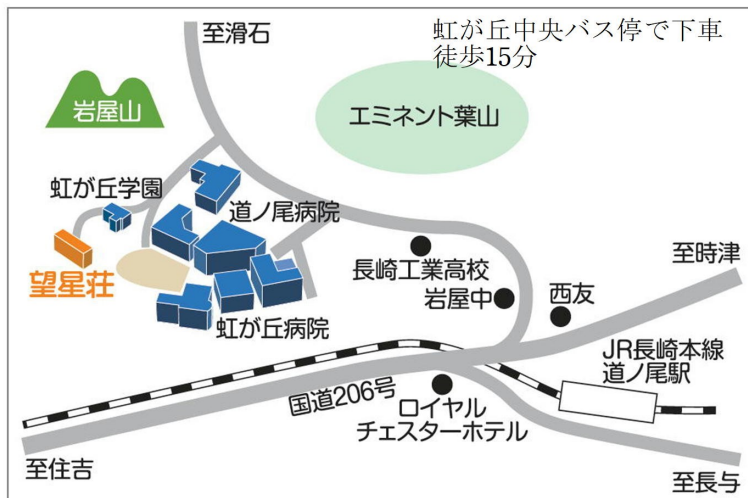 至滑石
虹が丘中央バス停で下車
徒歩15分
岩屋山
エミネント葉山
虹が丘学園
道ノ尾病院
望星荘
長崎工業高校
岩屋中
西友
至時津
虹が丘病院
JR長崎本線
道ノ尾駅
国道206号
ロイヤル
チェスターホテル
至住吉
至長与